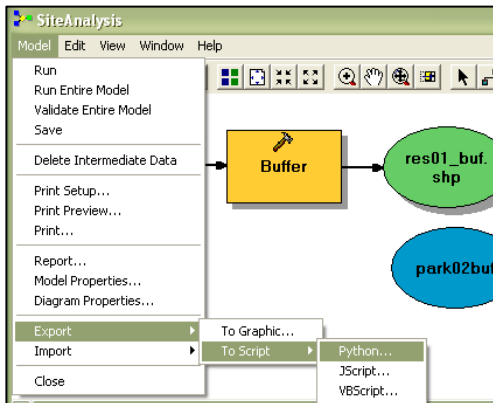 SiteAnalysis
Model Edit View Window Help
Run
Run Entire Model
Validate Entire Model
Save
Delete Intermediate Data
Print Setup...
Print Preview...
Print...
Report...
Model Properties...
Diagram Properties...
Export
Import
Close
To Graphic...
To Script
Python...
JScript...
VBScript...
Buffer
res01_buf.
shp
park02buf